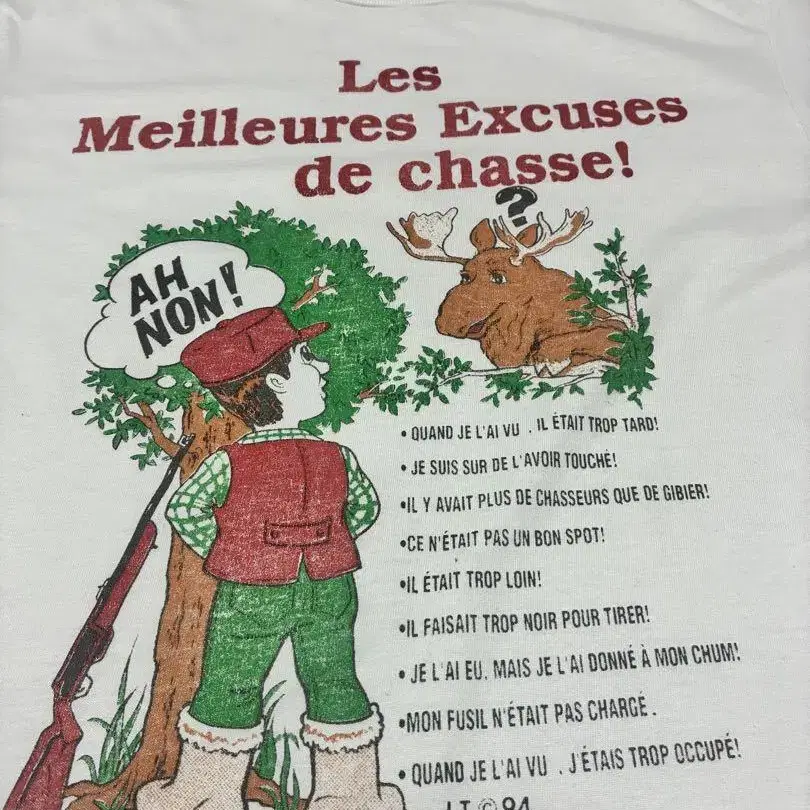 Les
Meilleures Excuses
de chasse!
?
AH
NON!
• QUAND JE L'AI VU . IL ÉTAIT TROP TARD!
• JE SUIS SUR DE L'AVOIR TOUCHÉ!
•IL Y AVAIT PLUS DE CHASSEURS QUE DE GIBIER!
•CE N'ÉTAIT PAS UN BON SPOT!
•IL ÉTAIT TROP LOIN!
•IL FAISAIT TROP NOIR POUR TIRER!
• JE L'AI EU, MAIS JE L'AI DONNÉ À MON CHUM!
•MON FUSIL N'ÉTAIT PAS CHARGÉ .
• QUAND JE L'AI VU . J'ÉTAIS TROP OCCUPÉ!
© 94